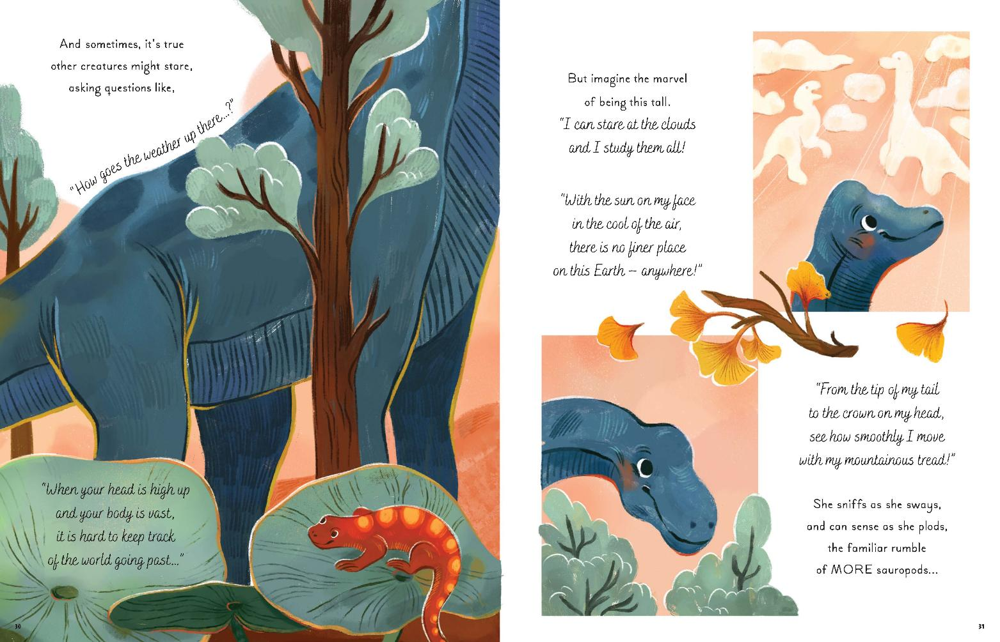 And sometimes, it's true
other creatures might stare,
asking questions like,
"How goes the weather up there...?"
"When your head is high up
and your body is vast,
it is hard to keep track
of the world going past..."
30
But imagine the marvel
of being this tall.
"I can stare at the clouds
and I study them all!
"With the sun on my face
in the cool of the air,
there is no finer place
on this Earth – anywhere!"
"From the tip of my tail
to the crown on my head,
see how smoothly I move
with my mountainous tread!"
She sniffs as she sways,
and can sense as she plods,
the familiar rumble
of MORE sauropods...
31